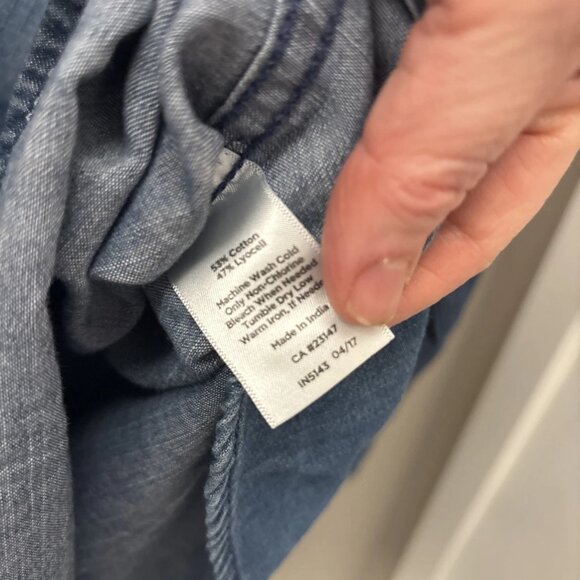 53% Cotton
47% Lyocell
Machine Wash Cold
Only Non-Chlorine
Bleach When Needed
Tumble Dry Low
Warm Iron, If Needed
Made in India
CA #23147
IN5143 04/17